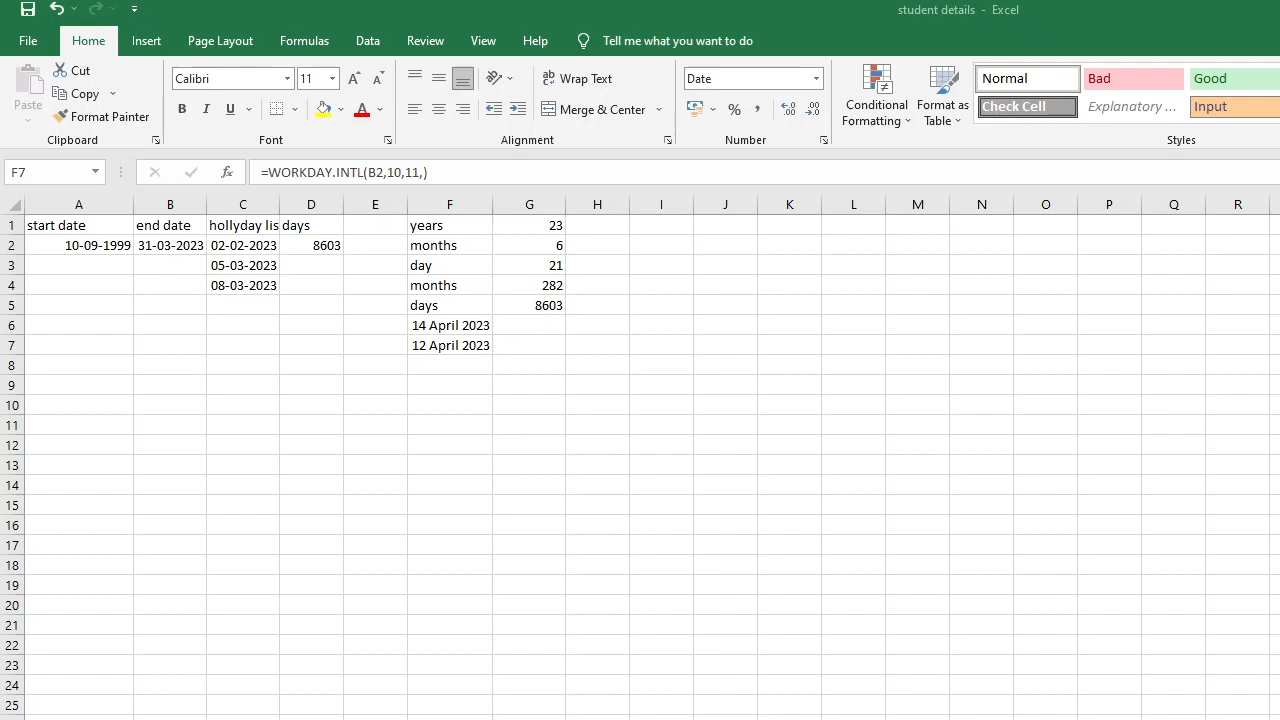 student details - Excel
File Home Insert Page Layout Formulas Data Review View Help Tell me what you want to do
Paste Cut Copy Format Painter Clipboard
Calibri 11 A A B I U A Font
ab Wrap Text Merge & Center Alignment
Date % , Number
Conditional Formatting Format as Table
Normal Bad Good
Check Cell Explanatory ... Input
Styles
F7 fx =WORKDAY.INTL(B2,10,11,)
A B C D E F G H I J K L M N O P Q R
1 start date end date hollyday lis days years 23
2 10-09-1999 31-03-2023 02-02-2023 8603 months 6
3 05-03-2023 day 21
4 08-03-2023 months 282
5 days 8603
6 14 April 2023
7 12 April 2023
8
9
10
11
12
13
14
15
16
17
18
19
20
21
22
23
24
25